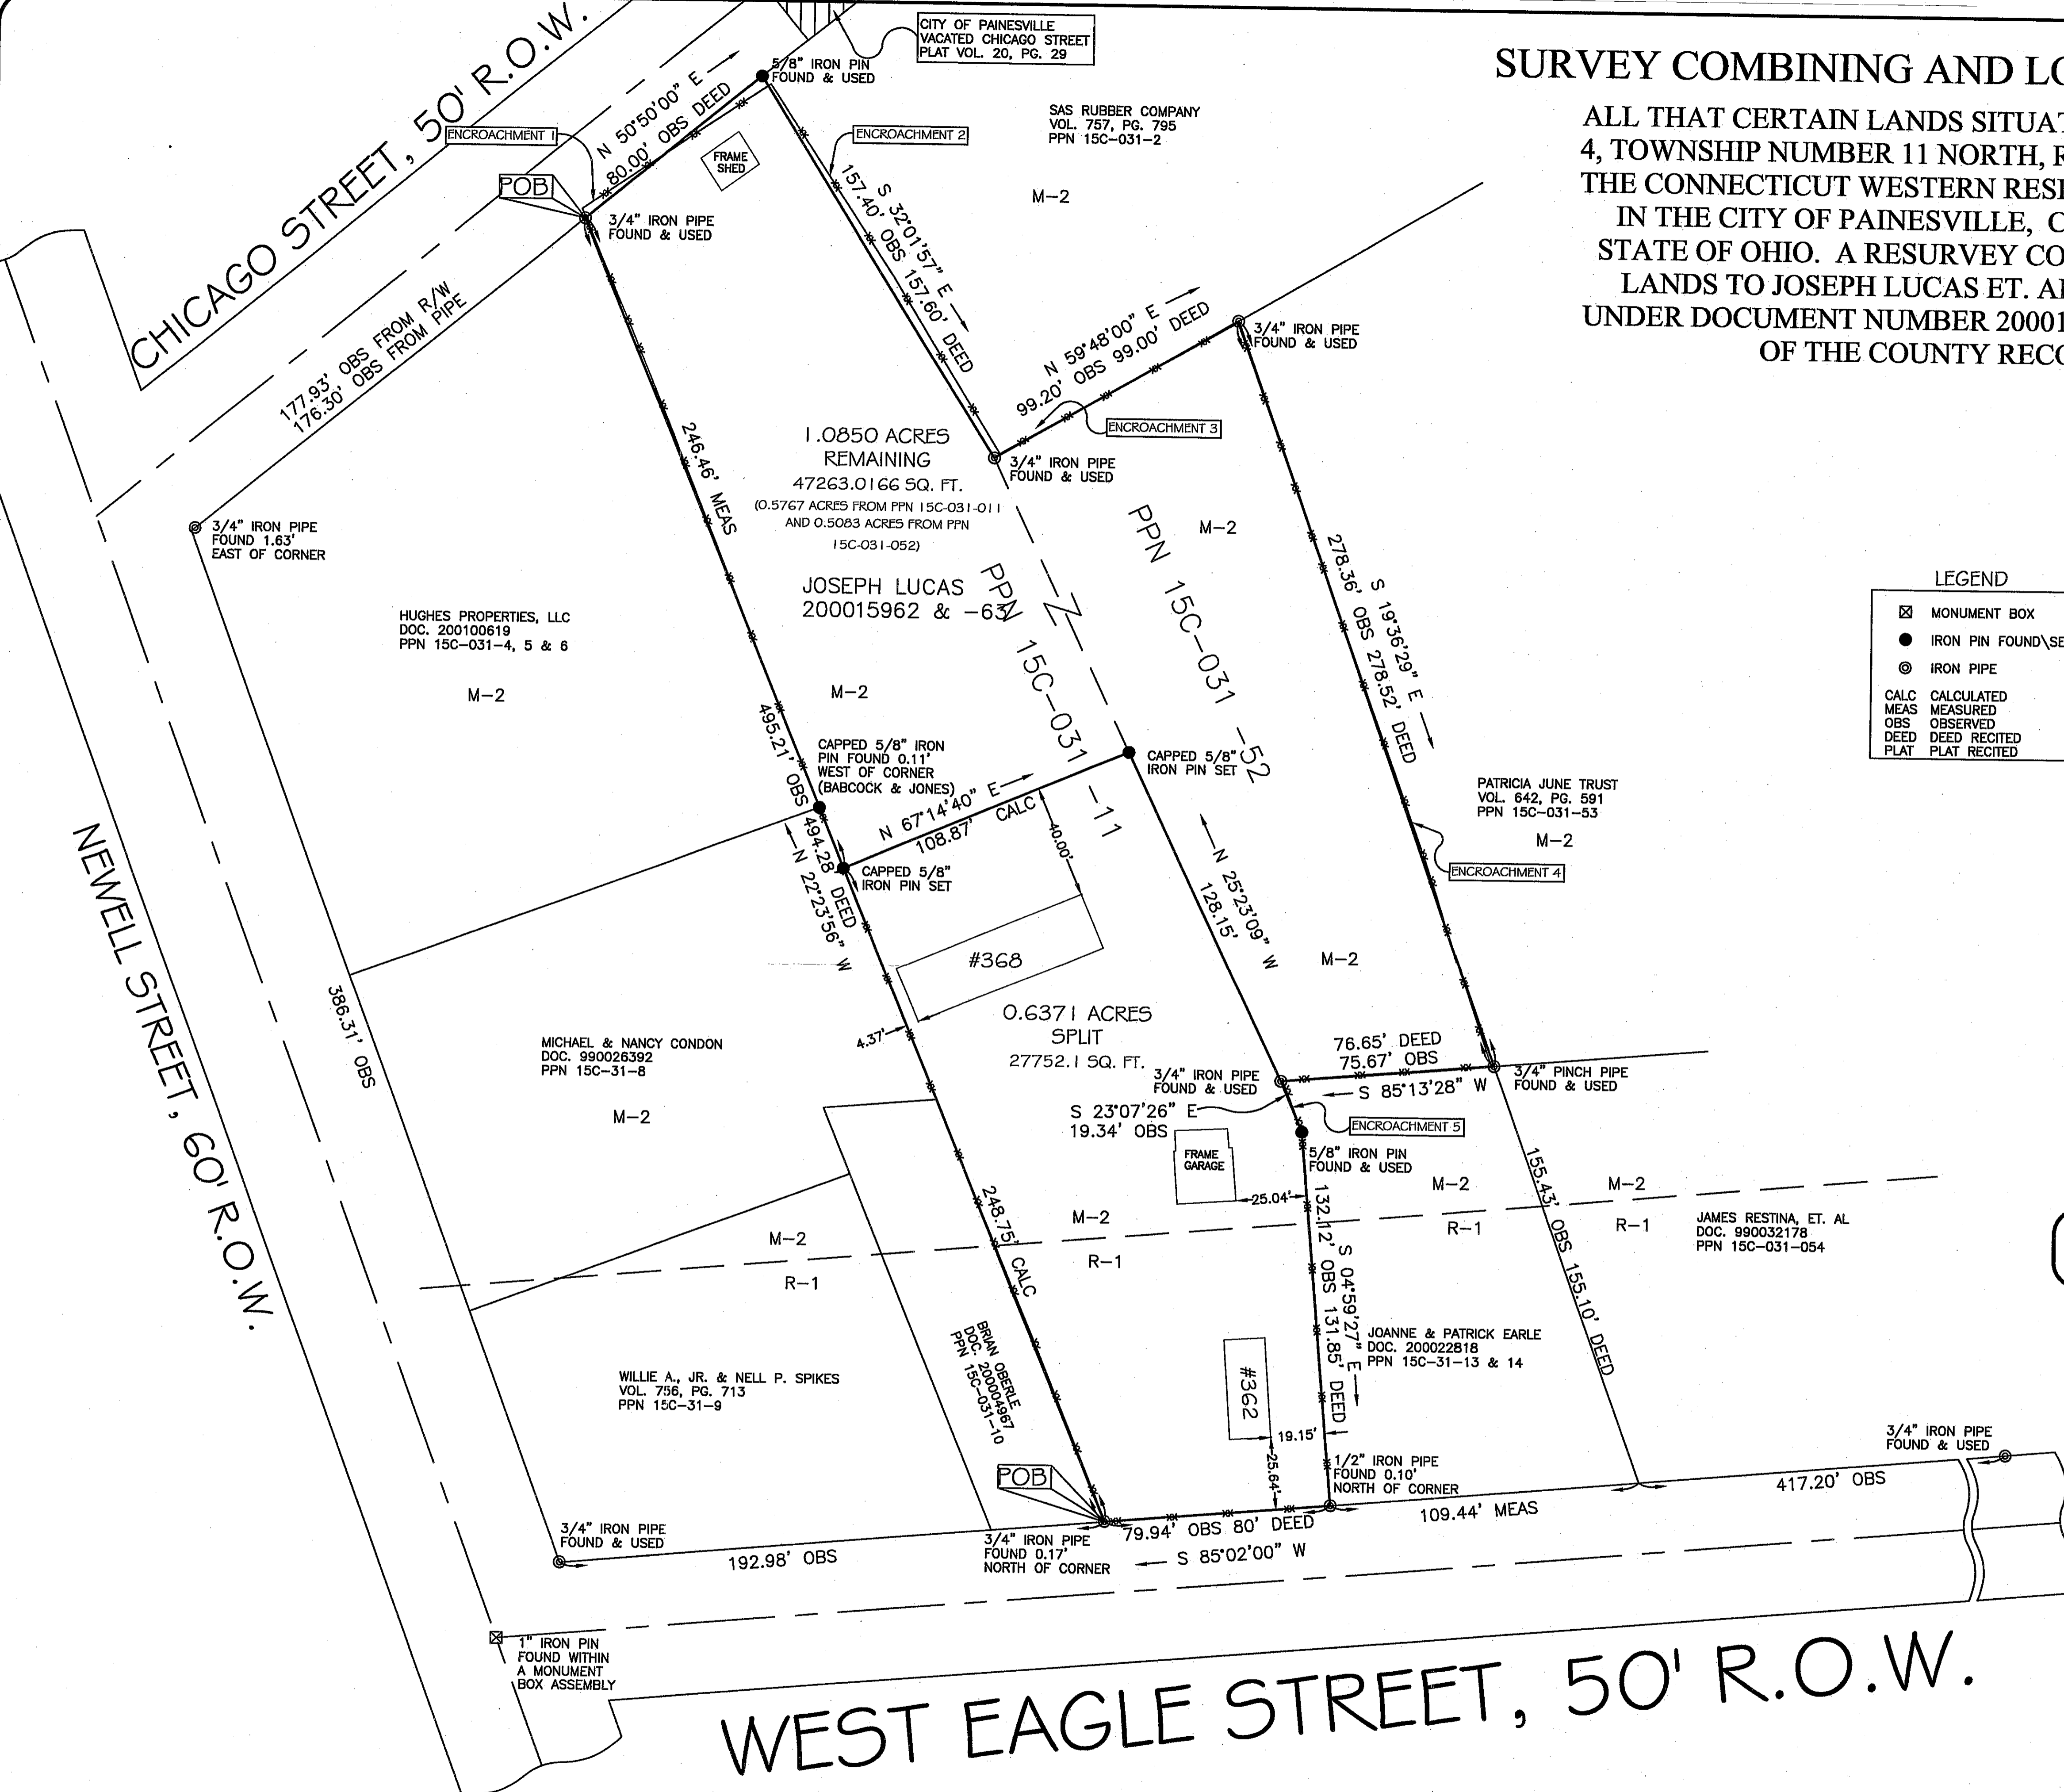 CITY OF PAINESVILLE
VACATED CHICAGO STREET
PLAT VOL. 20, PG. 29
CHICAGO STREET, 50' R.O.W.
5/8" IRON PIN
FOUND & USED
N 50°50'00" E
80.00' OBS DEED
ENCROACHMENT 1
ENCROACHMENT 2
FRAME
SHED
POB
3/4" IRON PIPE
FOUND & USED
SAS RUBBER COMPANY
VOL. 757, PG. 795
PPN 15C-031-2
M-2
SURVEY COMBINING AND
ALL THAT CERTAIN LANDS
4, TOWNSHIP NUMBER 11 NORTH,
THE CONNECTICUT WESTERN
IN THE CITY OF PAINESVILLE,
STATE OF OHIO. A RESURVEY
LANDS TO JOSEPH LUCAS ET.
UNDER DOCUMENT NUMBER 20001
OF THE COUNTY
S 32°01'57" E
157.40' OBS 157.60' DEED
177.93' OBS FROM R/W
176.30' OBS FROM PIPE
N 59°48'00" E
99.20' OBS 99.00' DEED
3/4" IRON PIPE
FOUND & USED
ENCROACHMENT 3
3/4" IRON PIPE
FOUND & USED
246.46' MEAS
1.0850 ACRES
REMAINING
47263.0166 SQ. FT.
(0.5767 ACRES FROM PPN 15C-031-011
AND 0.5083 ACRES FROM PPN
15C-031-052)
JOSEPH LUCAS
200015962 & -63
PPN 15C-031 -11
PPN 15C-031 -52
M-2
3/4" IRON PIPE
FOUND 1.63'
EAST OF CORNER
HUGHES PROPERTIES, LLC
DOC. 200100619
PPN 15C-031-4, 5 & 6
M-2
M-2
S 19°36'29" E
278.36' OBS 278.52' DEED
LEGEND
MONUMENT BOX
IRON PIN FOUND\SE
IRON PIPE
CALC CALCULATED
MEAS MEASURED
OBS OBSERVED
DEED DEED RECITED
PLAT PLAT RECITED
CAPPED 5/8" IRON
PIN FOUND 0.11'
WEST OF CORNER
(BABCOCK & JONES)
495.21' OBS 494.28' DEED
N 22°23'56" W
N 67°14'40" E
108.87' CALC
CAPPED 5/8"
IRON PIN SET
CAPPED 5/8"
IRON PIN SET
40.00'
PATRICIA JUNE TRUST
VOL. 642, PG. 591
PPN 15C-031-53
M-2
ENCROACHMENT 4
N 25°23'09" W
128.15'
M-2
#368
4.37'
0.6371 ACRES
SPLIT
27752.1 SQ. FT.
NEWELL STREET, 60' R.O.W.
386.31' OBS
MICHAEL & NANCY CONDON
DOC. 990026392
PPN 15C-31-8
M-2
76.65' DEED
75.67' OBS
3/4" IRON PIPE
FOUND & USED
3/4" PINCH PIPE
FOUND & USED
S 85°13'28" W
S 23°07'26" E
19.34' OBS
ENCROACHMENT 5
FRAME
GARAGE
5/8" IRON PIN
FOUND & USED
25.04'
M-2
M-2
M-2
M-2
R-1
R-1
R-1
R-1
155.43' OBS 155.10' DEED
JAMES RESTINA, ET. AL
DOC. 990032178
PPN 15C-031-054
248.75' CALC
132.12' OBS 131.85' DEED
S 04°59'27" E
JOANNE & PATRICK EARLE
DOC. 200022818
PPN 15C-31-13 & 14
BRIAN OBERLE
DOC. 200004967
PPN 15C-031-10
WILLIE A., JR. & NELL P. SPIKES
VOL. 756, PG. 713
PPN 15C-31-9
#362
19.15'
25.64'
1/2" IRON PIPE
FOUND 0.10'
NORTH OF CORNER
3/4" IRON PIPE
FOUND & USED
417.20' OBS
109.44' MEAS
POB
79.94' OBS 80' DEED
S 85°02'00" W
3/4" IRON PIPE
FOUND 0.17'
NORTH OF CORNER
3/4" IRON PIPE
FOUND & USED
192.98' OBS
1" IRON PIN
FOUND WITHIN
A MONUMENT
BOX ASSEMBLY
WEST EAGLE STREET, 50' R.O.W.